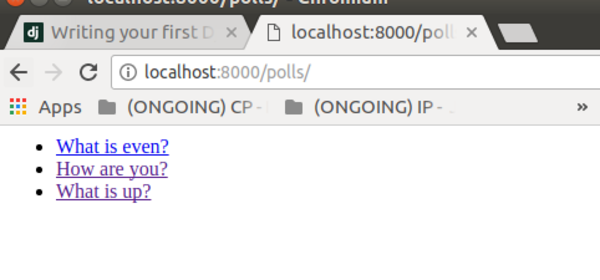 localhost:8000/polls/ - Chromium
dj Writing your first D
localhost:8000/poll
localhost:8000/polls/
Apps (ONGOING) CP - (ONGOING) IP - »
What is even?
How are you?
What is up?